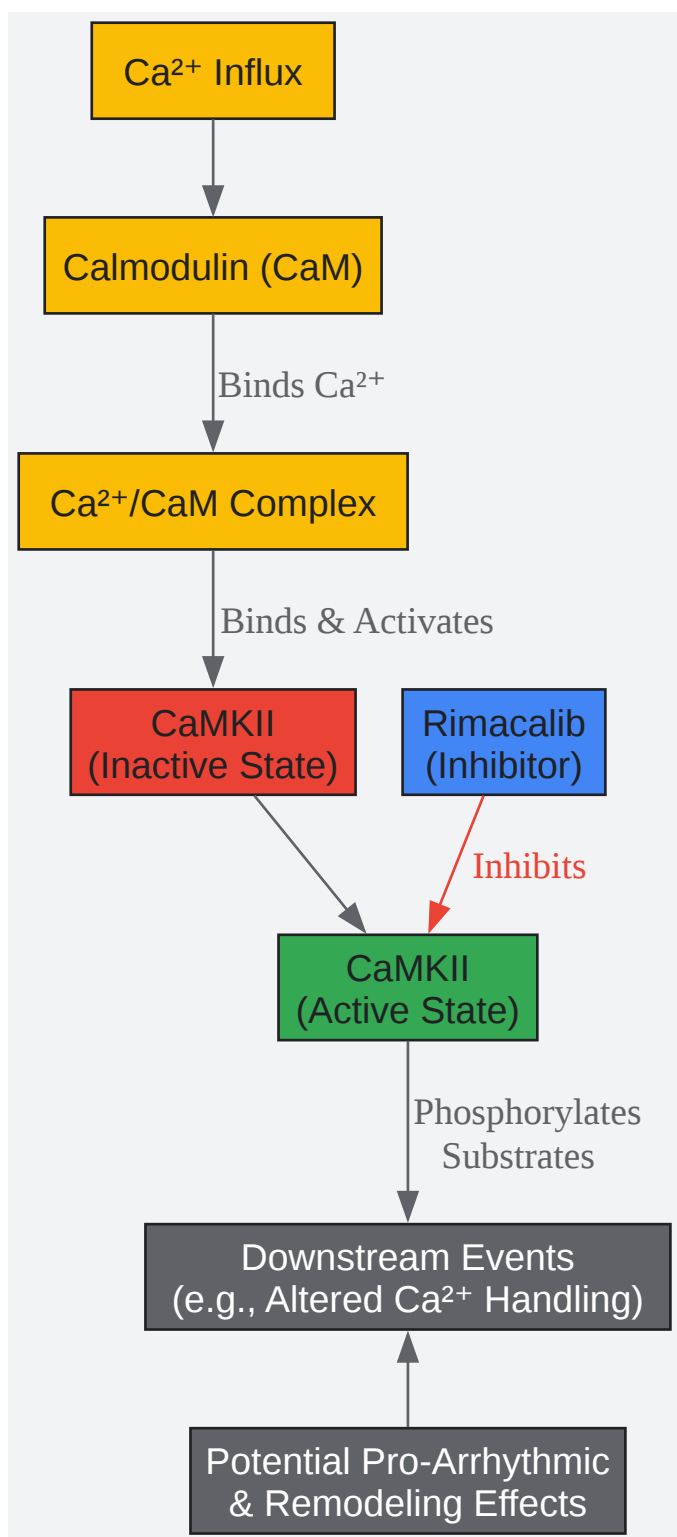 Ca²⁺ Influx
Calmodulin (CaM)
Binds Ca²⁺
Ca²⁺/CaM Complex
Binds & Activates
CaMKII
(Inactive State)
Rimacalib
(Inhibitor)
Inhibits
CaMKII
(Active State)
Phosphorylates
Substrates
Downstream Events
(e.g., Altered Ca²⁺ Handling)
Potential Pro-Arrhythmic
& Remodeling Effects